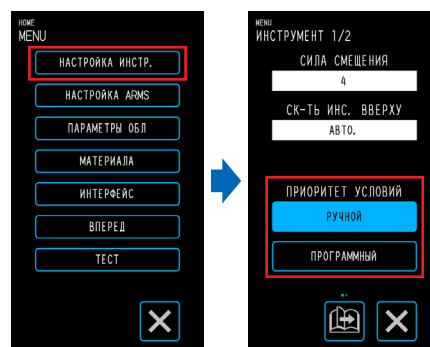 HOME
MENU
НАСТРОЙКА ИНСТР.
НАСТРОЙКА ARMS
ПАРАМЕТРЫ ОБЛ
МАТЕРИАЛА
ИНТЕРФЕЙС
ВПЕРЕД
ТЕСТ
MENU
ИНСТРУМЕНТ 1/2
СИЛА СМЕЩЕНИЯ
4
СК-ТЬ ИНС. ВВЕРХУ
АВТО.
ПРИОРИТЕТ УСЛОВИЙ
РУЧНОЙ
ПРОГРАММНЫЙ